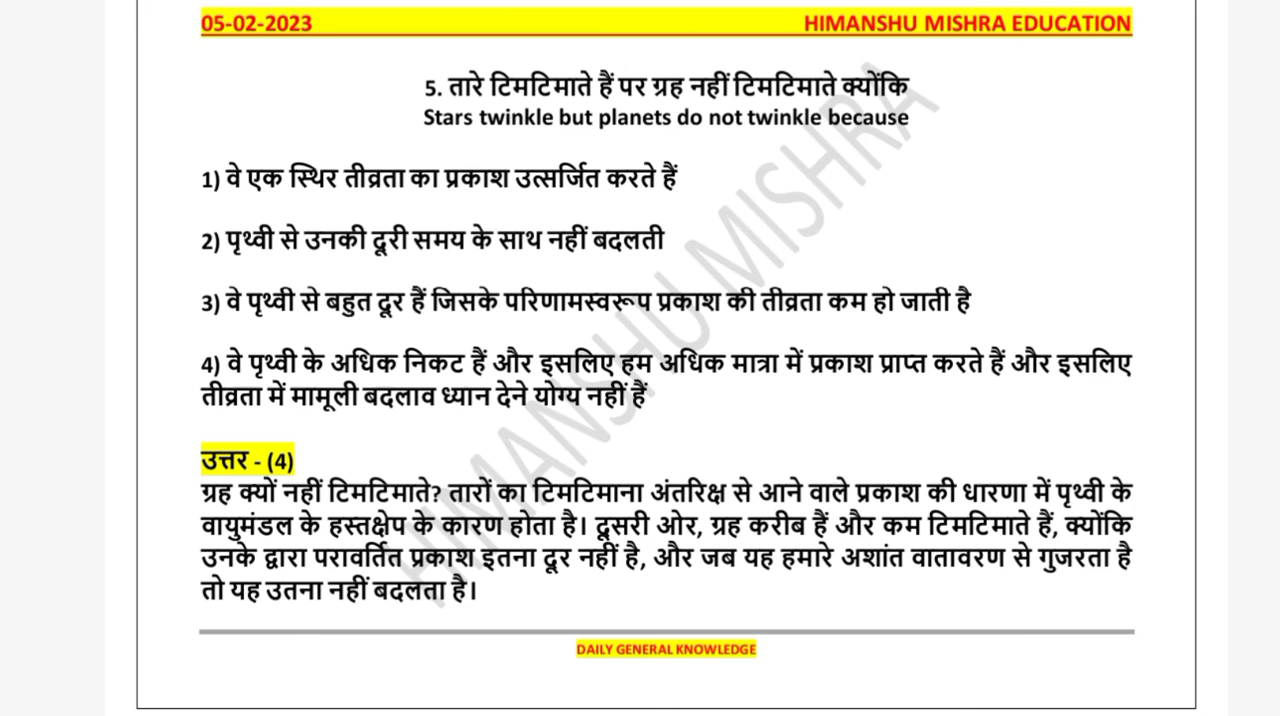 05-02-2023 HIMANSHU MISHRA EDUCATION
5. तारे टिमटिमाते हैं पर ग्रह नहीं टिमटिमाते क्योंकि
Stars twinkle but planets do not twinkle because
1) वे एक स्थिर तीव्रता का प्रकाश उत्सर्जित करते हैं
2) पृथ्वी से उनकी दूरी समय के साथ नहीं बदलती
3) वे पृथ्वी से बहुत दूर हैं जिसके परिणामस्वरूप प्रकाश की तीव्रता कम हो जाती है
4) वे पृथ्वी के अधिक निकट हैं और इसलिए हम अधिक मात्रा में प्रकाश प्राप्त करते हैं और इसलिए
तीव्रता में मामूली बदलाव ध्यान देने योग्य नहीं हैं
उत्तर - (4)
ग्रह क्यों नहीं टिमटिमाते? तारों का टिमटिमाना अंतरिक्ष से आने वाले प्रकाश की धारणा में पृथ्वी के
वायुमंडल के हस्तक्षेप के कारण होता है। दूसरी ओर, ग्रह करीब हैं और कम टिमटिमाते हैं, क्योंकि
उनके द्वारा परावर्तित प्रकाश इतना दूर नहीं है, और जब यह हमारे अशांत वातावरण से गुजरता है
तो यह उतना नहीं बदलता है।
DAILY GENERAL KNOWLEDGE
HIMANSHU MISHRA